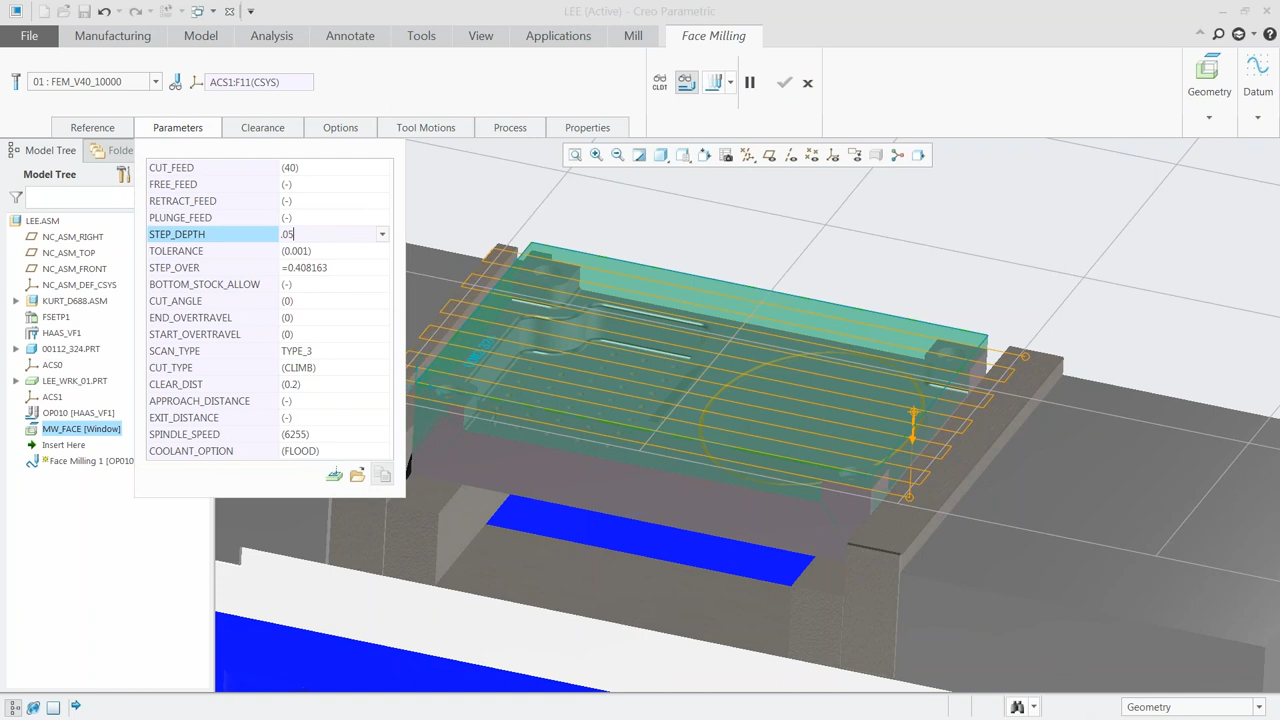 LEE (Active) - Creo Parametric
File
Manufacturing
Model
Analysis
Annotate
Tools
View
Applications
Mill
Face Milling
01 : FEM_V40_10000
ACS1:F11(CSYS)
CLDT
Geometry
Datum
Reference
Parameters
Clearance
Options
Tool Motions
Process
Properties
Model Tree
Folde
Model Tree
LEE.ASM
NC_ASM_RIGHT
NC_ASM_TOP
NC_ASM_FRONT
NC_ASM_DEF_CSYS
KURT_D688.ASM
FSETP1
HAAS_VF1
00112_324.PRT
ACS0
LEE_WRK_01.PRT
ACS1
OP010 [HAAS_VF1]
MW_FACE [Window]
Insert Here
Face Milling 1 [OP010
CUT_FEED (40)
FREE_FEED (-)
RETRACT_FEED (-)
PLUNGE_FEED (-)
STEP_DEPTH .05
TOLERANCE (0.001)
STEP_OVER =0.408163
BOTTOM_STOCK_ALLOW (-)
CUT_ANGLE (0)
END_OVERTRAVEL (0)
START_OVERTRAVEL (0)
SCAN_TYPE TYPE_3
CUT_TYPE (CLIMB)
CLEAR_DIST (0.2)
APPROACH_DISTANCE (-)
EXIT_DISTANCE (-)
SPINDLE_SPEED (6255)
COOLANT_OPTION (FLOOD)
Geometry